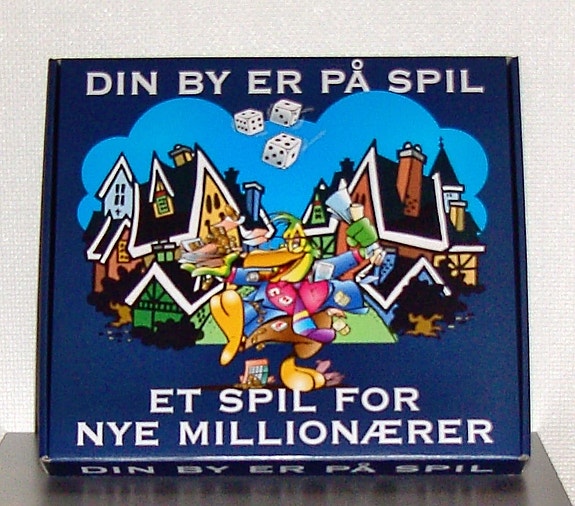 DIN BY ER PÅ SPIL
ET SPIL FOR
NYE MILLIONÆRER
DIN BY ER PÅ SPIL